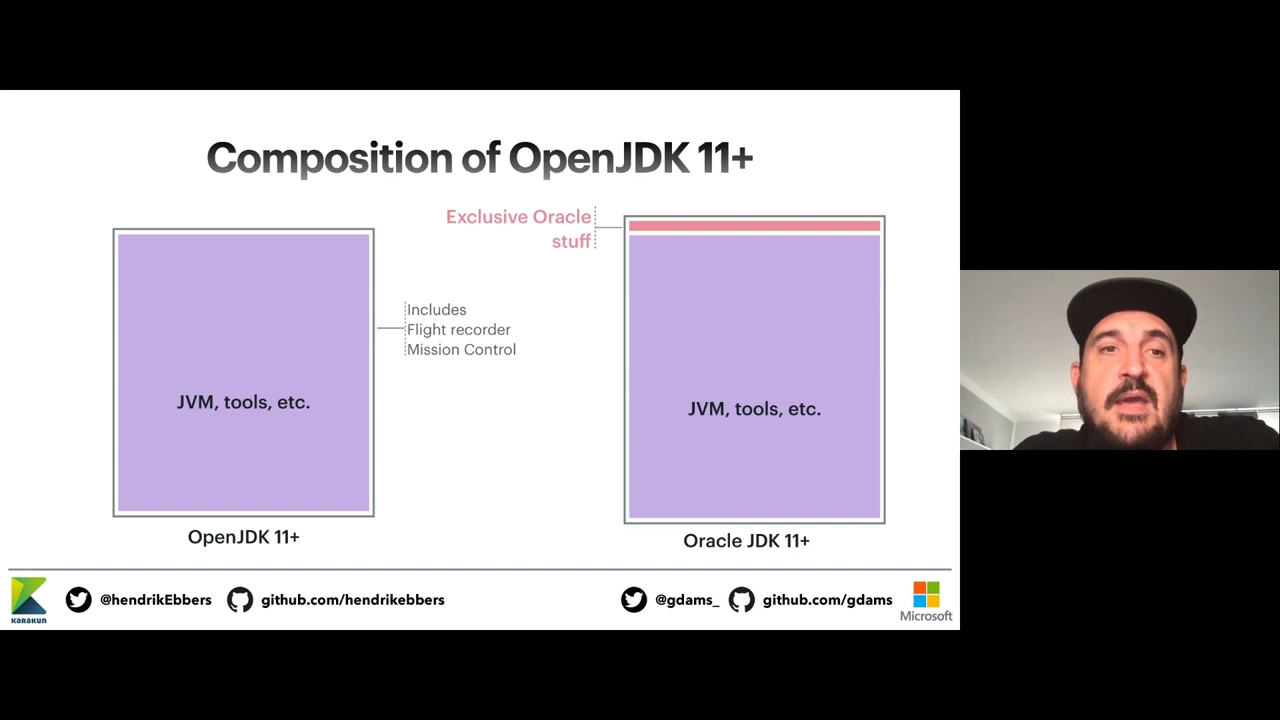 Composition of OpenJDK 11+
Exclusive Oracle
stuff
Includes
Flight recorder
Mission Control
JVM, tools, etc.
JVM, tools, etc.
OpenJDK 11+
Oracle JDK 11+
KARAKUN
@hendrikEbbers
github.com/hendrikebbers
@gdams_
github.com/gdams
Microsoft